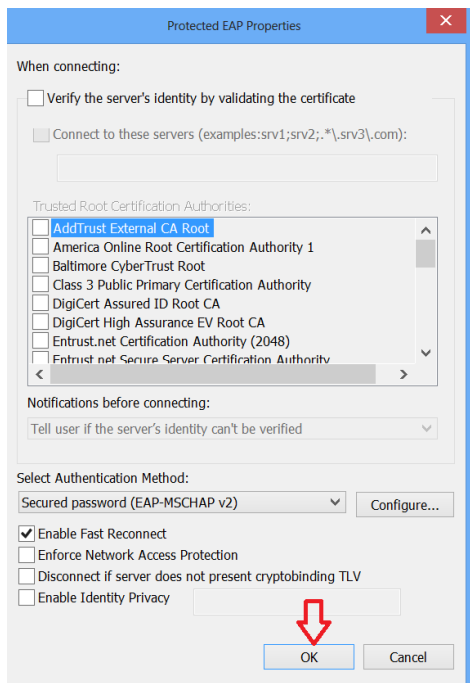 Protected EAP Properties
When connecting:
Verify the server's identity by validating the certificate
Connect to these servers (examples:srv1;srv2;.*\.srv3\.com):
Trusted Root Certification Authorities:
AddTrust External CA Root
America Online Root Certification Authority 1
Baltimore CyberTrust Root
Class 3 Public Primary Certification Authority
DigiCert Assured ID Root CA
DigiCert High Assurance EV Root CA
Entrust.net Certification Authority (2048)
Entrust.net Secure Server Certification Authority
Notifications before connecting:
Tell user if the server's identity can't be verified
Select Authentication Method:
Secured password (EAP-MSCHAP v2)
Configure...
Enable Fast Reconnect
Enforce Network Access Protection
Disconnect if server does not present cryptobinding TLV
Enable Identity Privacy
OK Cancel